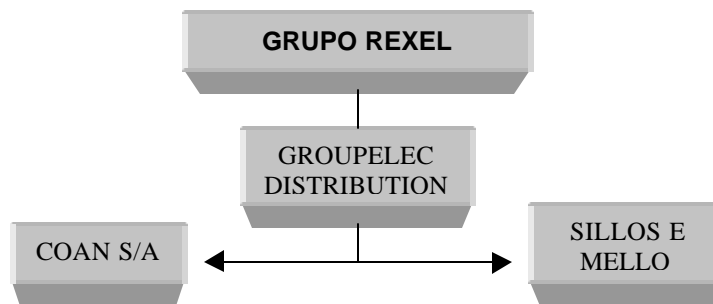 GRUPO REXEL
GROUPELEC
DISTRIBUTION
COAN S/A
SILLOS E
MELLO